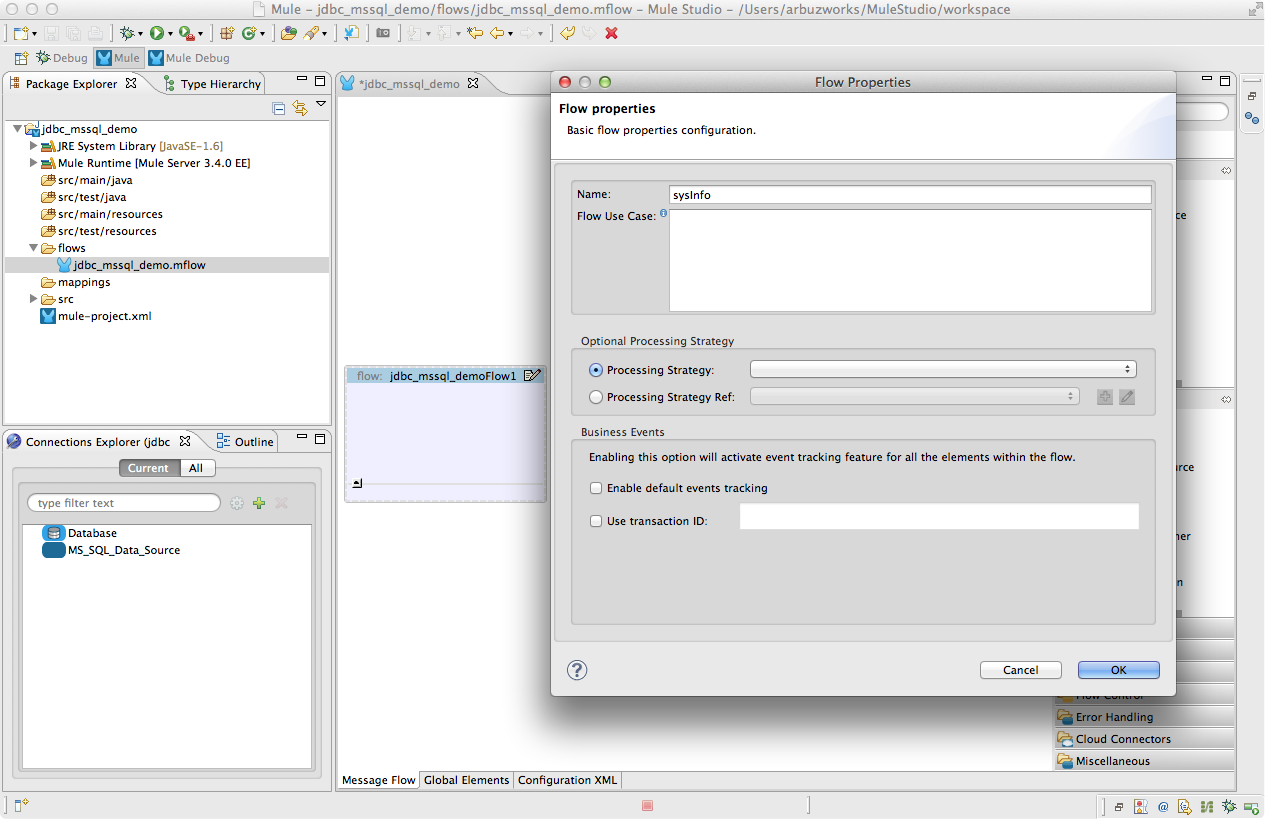 Mule – jdbc_mssql_demo/flows/jdbc_mssql_demo.mflow – Mule Studio – /Users/arbuzworks/MuleStudio/workspace
Debug Mule Mule Debug
Package Explorer Type Hierarchy
jdbc_mssql_demo
JRE System Library [JavaSE-1.6]
Mule Runtime [Mule Server 3.4.0 EE]
src/main/java
src/test/java
src/main/resources
src/test/resources
flows
jdbc_mssql_demo.mflow
mappings
src
mule-project.xml
Connections Explorer (jdbc Outline
Current All
type filter text
Database
MS_SQL_Data_Source
*jdbc_mssql_demo
flow: jdbc_mssql_demoFlow1
Message Flow Global Elements Configuration XML
Flow Properties
Flow properties
Basic flow properties configuration.
Name: sysInfo
Flow Use Case:
Optional Processing Strategy
Processing Strategy:
Processing Strategy Ref:
Business Events
Enabling this option will activate event tracking feature for all the elements within the flow.
Enable default events tracking
Use transaction ID:
Cancel OK
Flow Control
Error Handling
Cloud Connectors
Miscellaneous